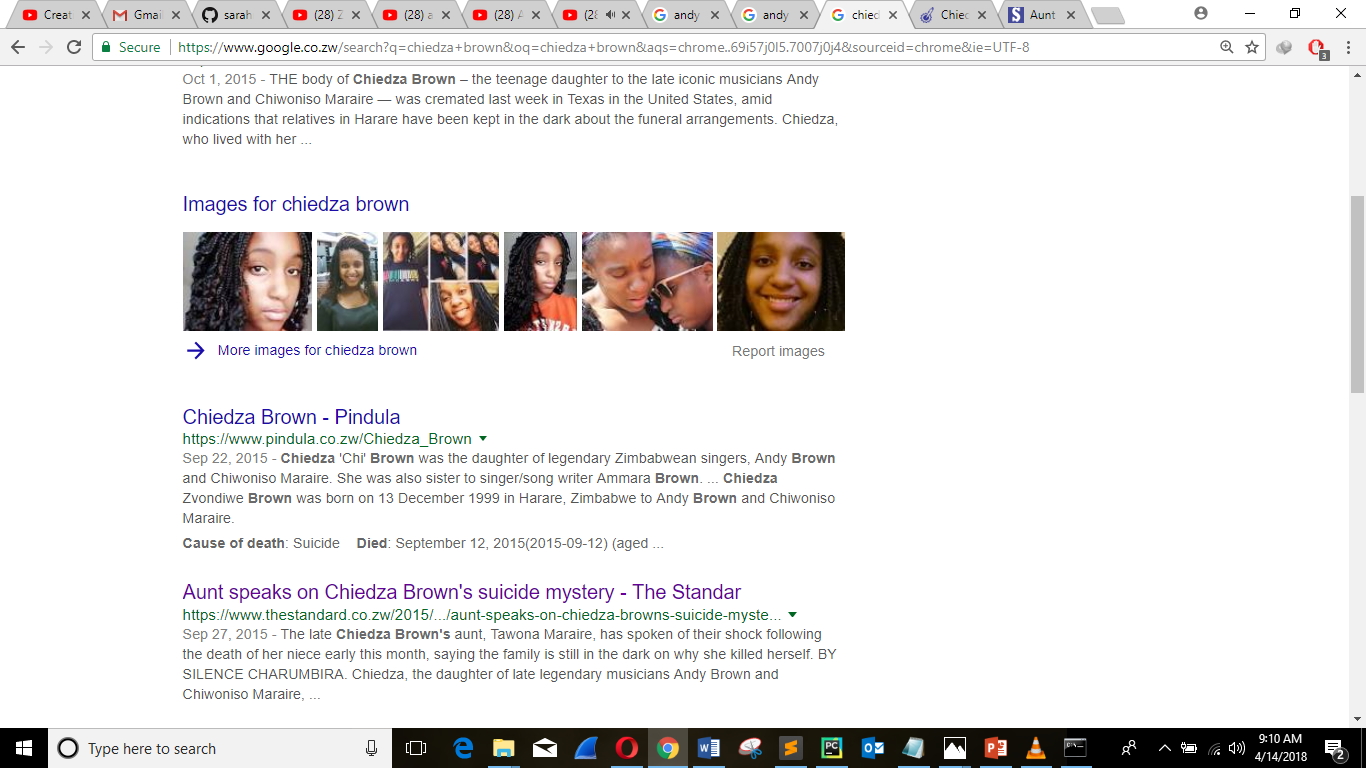 Creat
Gmai
sarah
(28) Z
(28) a
(28) A
(28
andy
andy
chied
Chied
Aunt
Secure
https://www.google.co.zw/search?q=chiedza+brown&oq=chiedza+brown&aqs=chrome..69i57j0l5.7007j0j4&sourceid=chrome&ie=UTF-8
3
Oct 1, 2015 - THE body of Chiedza Brown – the teenage daughter to the late iconic musicians Andy
Brown and Chiwoniso Maraire — was cremated last week in Texas in the United States, amid
indications that relatives in Harare have been kept in the dark about the funeral arrangements. Chiedza,
who lived with her ...
Images for chiedza brown
More images for chiedza brown
Report images
Chiedza Brown - Pindula
https://www.pindula.co.zw/Chiedza_Brown
Sep 22, 2015 - Chiedza 'Chi' Brown was the daughter of legendary Zimbabwean singers, Andy Brown
and Chiwoniso Maraire. She was also sister to singer/song writer Ammara Brown. ... Chiedza
Zvondiwe Brown was born on 13 December 1999 in Harare, Zimbabwe to Andy Brown and Chiwoniso
Maraire.
Cause of death: Suicide Died: September 12, 2015(2015-09-12) (aged ...
Aunt speaks on Chiedza Brown's suicide mystery - The Standar
https://www.thestandard.co.zw/2015/.../aunt-speaks-on-chiedza-browns-suicide-myste...
Sep 27, 2015 - The late Chiedza Brown's aunt, Tawona Maraire, has spoken of their shock following
the death of her niece early this month, saying the family is still in the dark on why she killed herself. BY
SILENCE CHARUMBIRA. Chiedza, the daughter of late legendary musicians Andy Brown and
Chiwoniso Maraire, ...
Type here to search
9:10 AM
4/14/2018
2